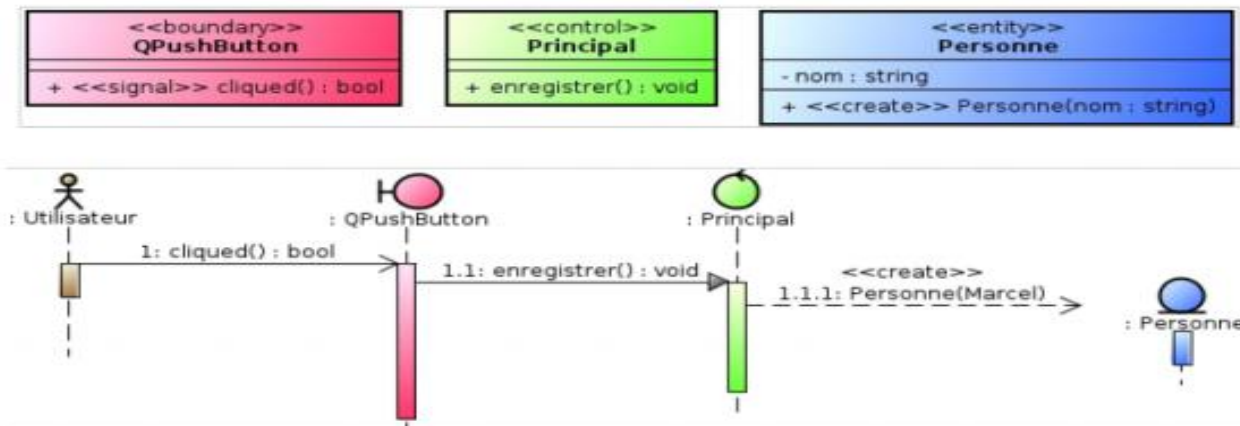 <<boundary>>
QPushButton
+ <<signal>> cliqued() : bool
<<control>>
Principal
+ enregistrer() : void
<<entity>>
Personne
- nom : string
+ <<create>> Personne(nom : string)
: Utilisateur
: QPushButton
: Principal
1: cliqued() : bool
1.1: enregistrer() : void
<<create>>
1.1.1: Personne(Marcel)
: Personne